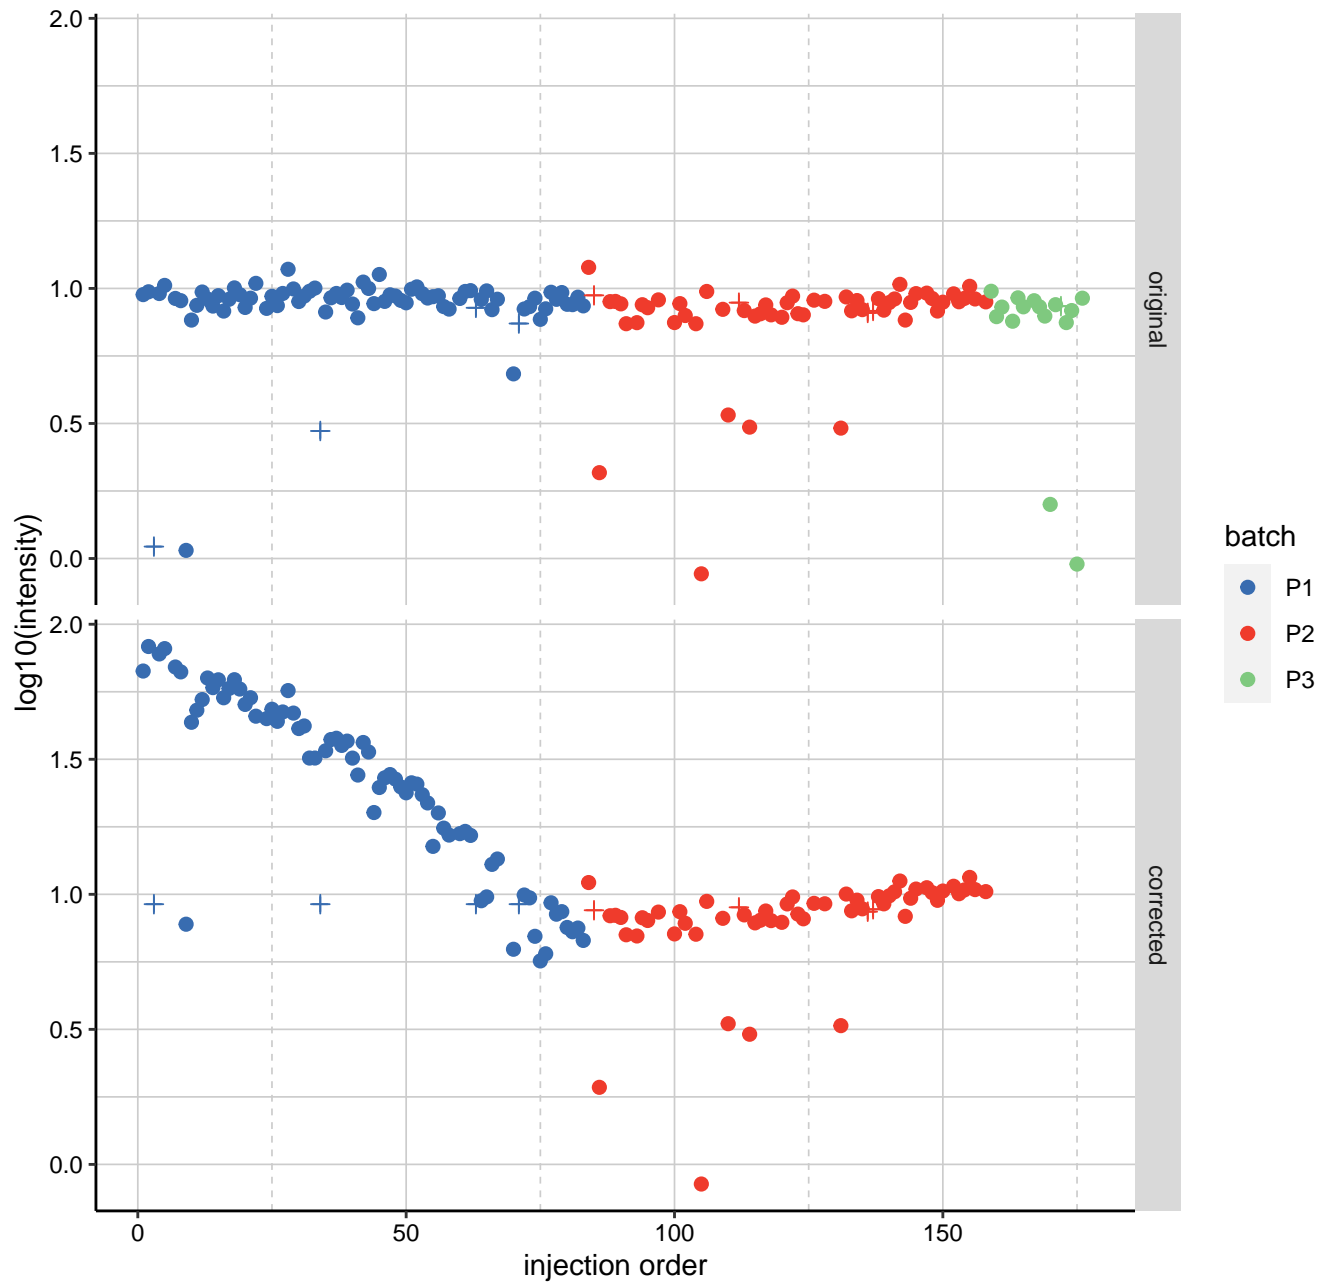 2.0
1.5
1.0
0.5
0.0
original
2.0
1.5
1.0
0.5
0.0
corrected
log10(intensity)
0 50 100 150
injection order
batch
P1
P2
P3